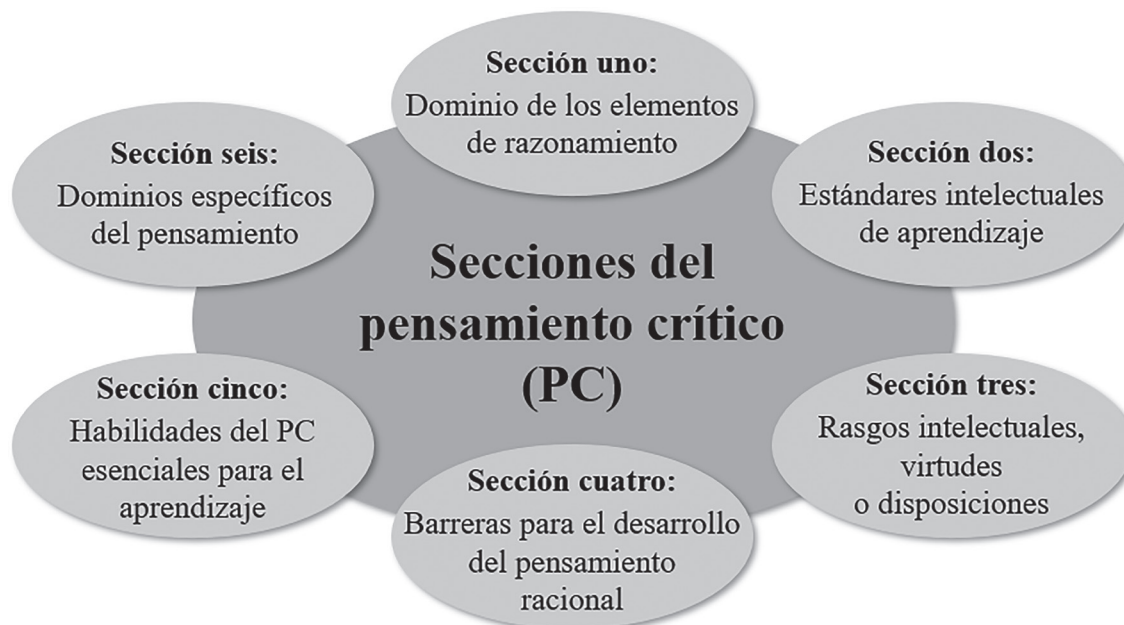 Secciones del
pensamiento crítico
(PC)
Sección uno:
Dominio de los elementos
de razonamiento
Sección dos:
Estándares intelectuales
de aprendizaje
Sección tres:
Rasgos intelectuales,
virtudes
o disposiciones
Sección cuatro:
Barreras para el desarrollo
del pensamiento
racional
Sección cinco:
Habilidades del PC
esenciales para el
aprendizaje
Sección seis:
Dominios específicos
del pensamiento